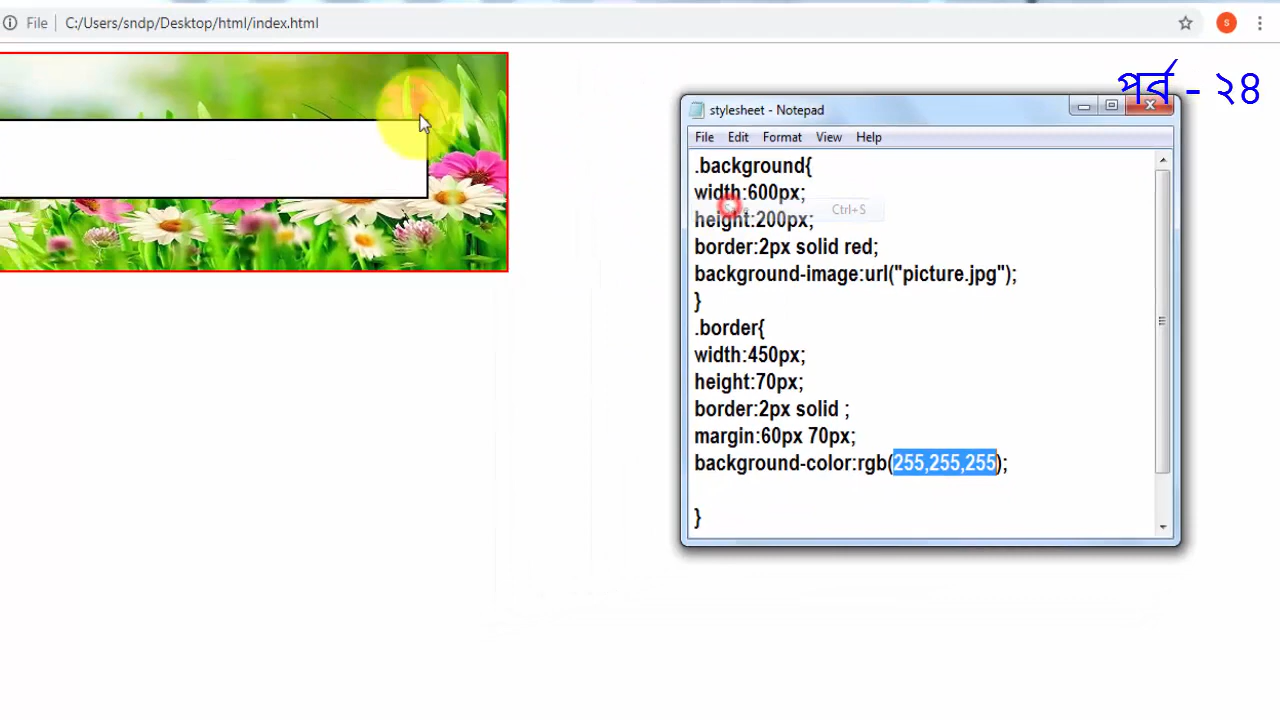 File
C:/Users/sndp/Desktop/html/index.html
S
পর্ব - ২৪
stylesheet - Notepad
File Edit Format View Help
.background{
width:600px;
Ctrl+S
height:200px;
border:2px solid red;
background-image:url("picture.jpg");
}
.border{
width:450px;
height:70px;
border:2px solid ;
margin:60px 70px;
background-color:rgb(255,255,255);
}